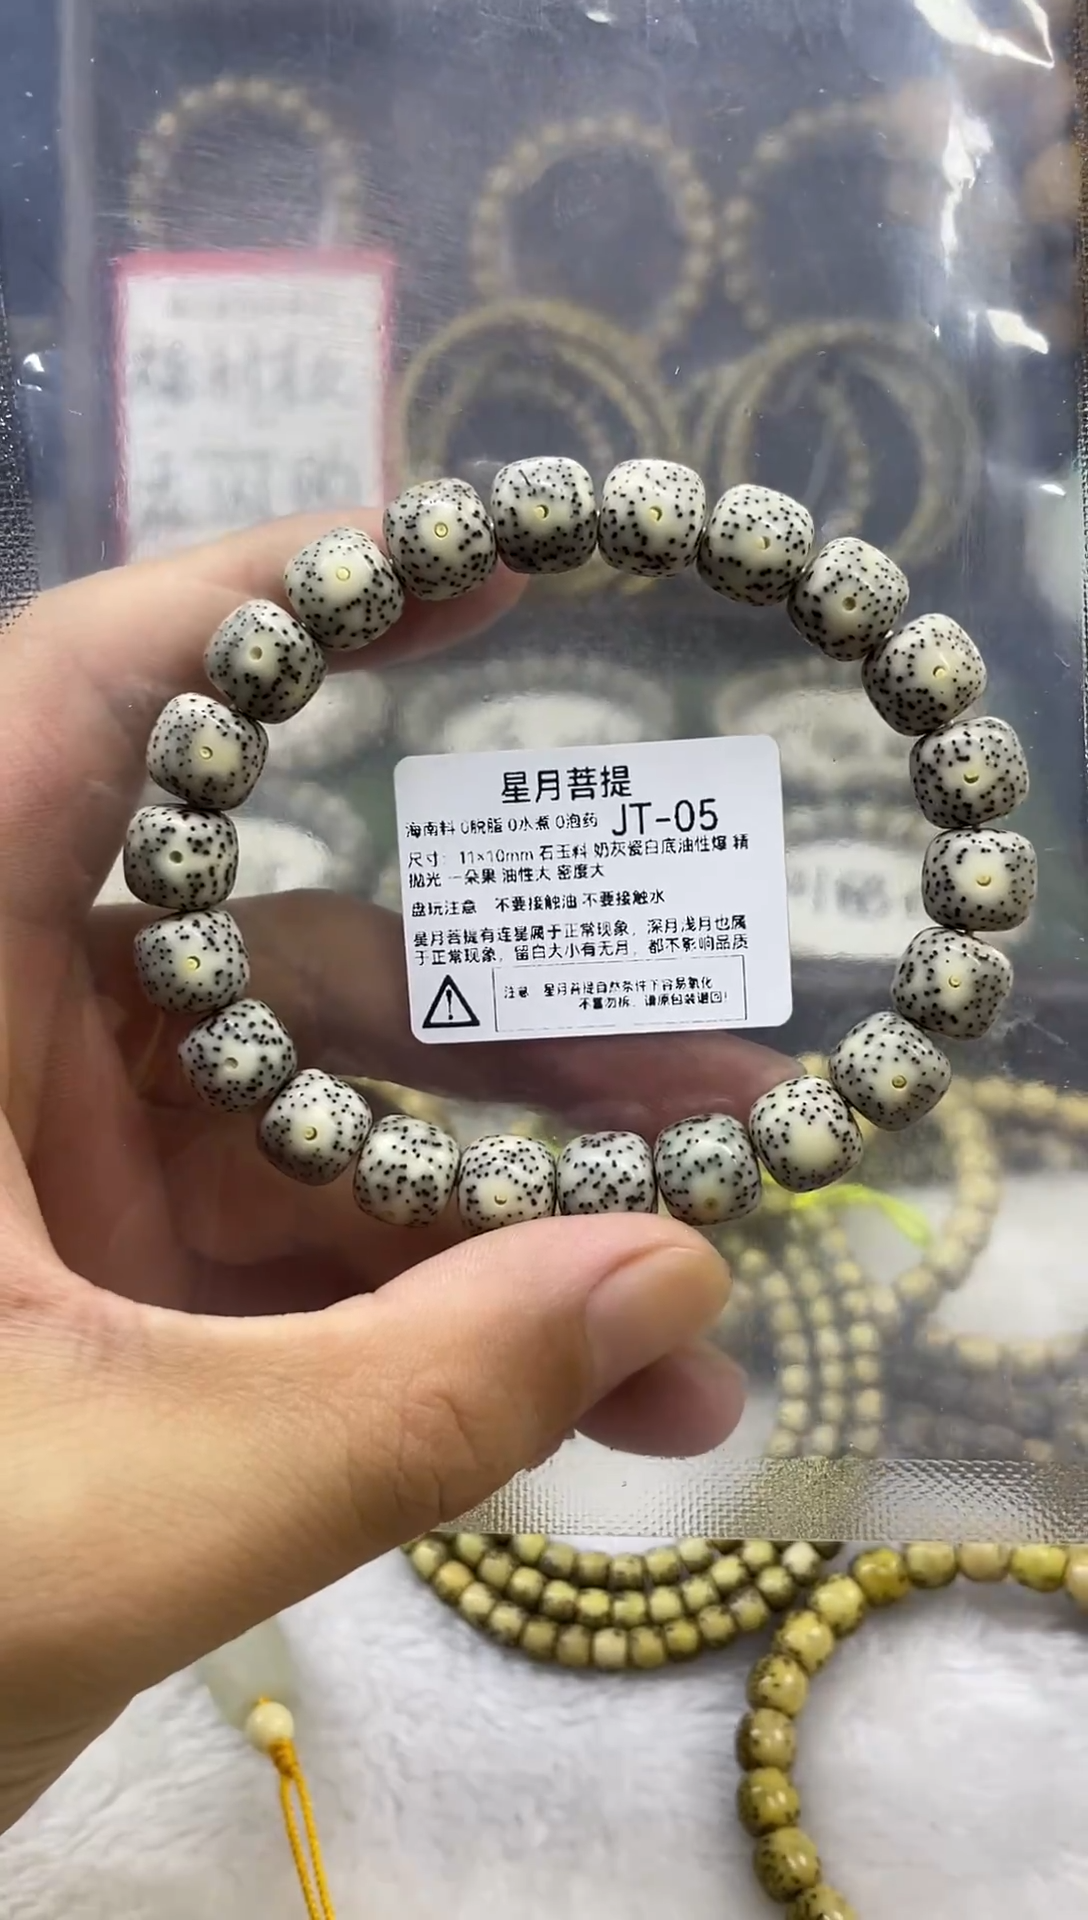 星月菩提
海南料 0脱脂 0水煮 0泡药 JT-05
尺寸: 11×10mm 石玉料 奶灰瓷白底油性爆 精
抛光 一朵果 油性大 密度大
盘玩注意 不要接触油 不要接触水
星月菩提有连星属于正常现象, 深月浅月也属
于正常现象, 留白大小有无月, 都不影响品质
注意 星月菩提自然条件下容易氧化
不喜勿拆, 请原包装退回!